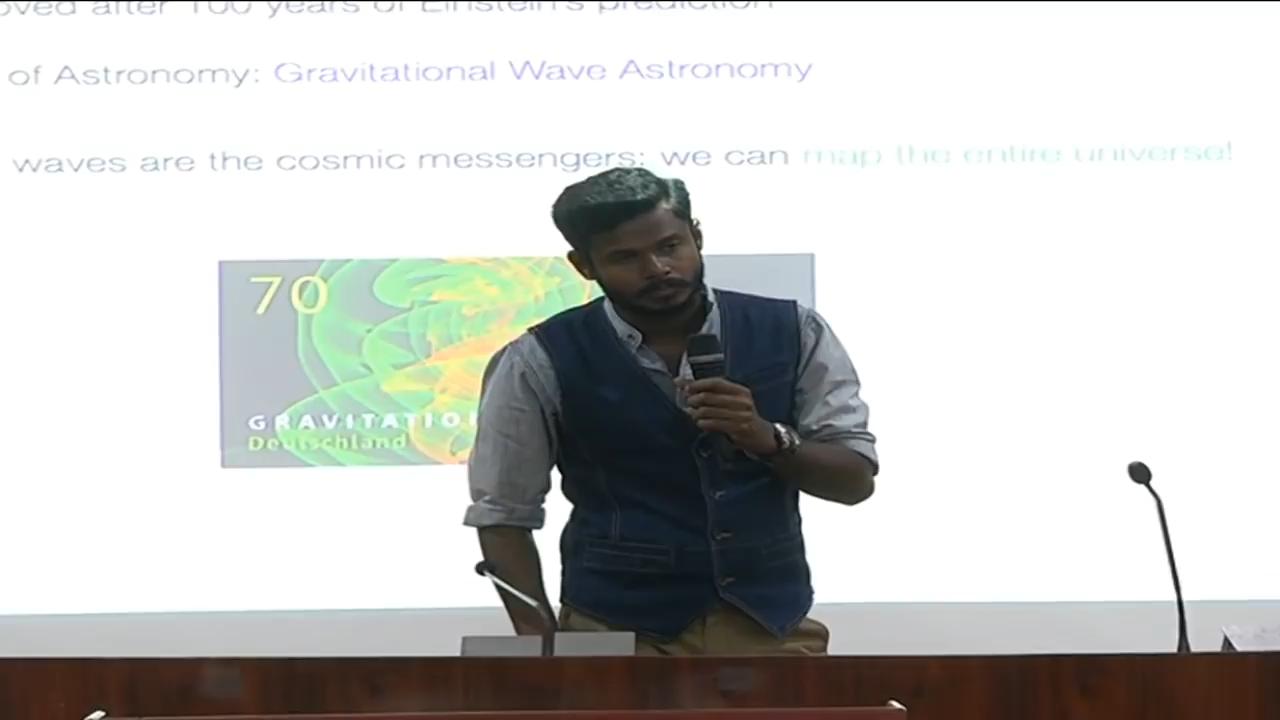 after 100 years of Einstein's prediction
of Astronomy: Gravitational Wave Astronomy
waves are the cosmic messengers: we can map the entire universe!
70
GRAVITATIO
Deutschland